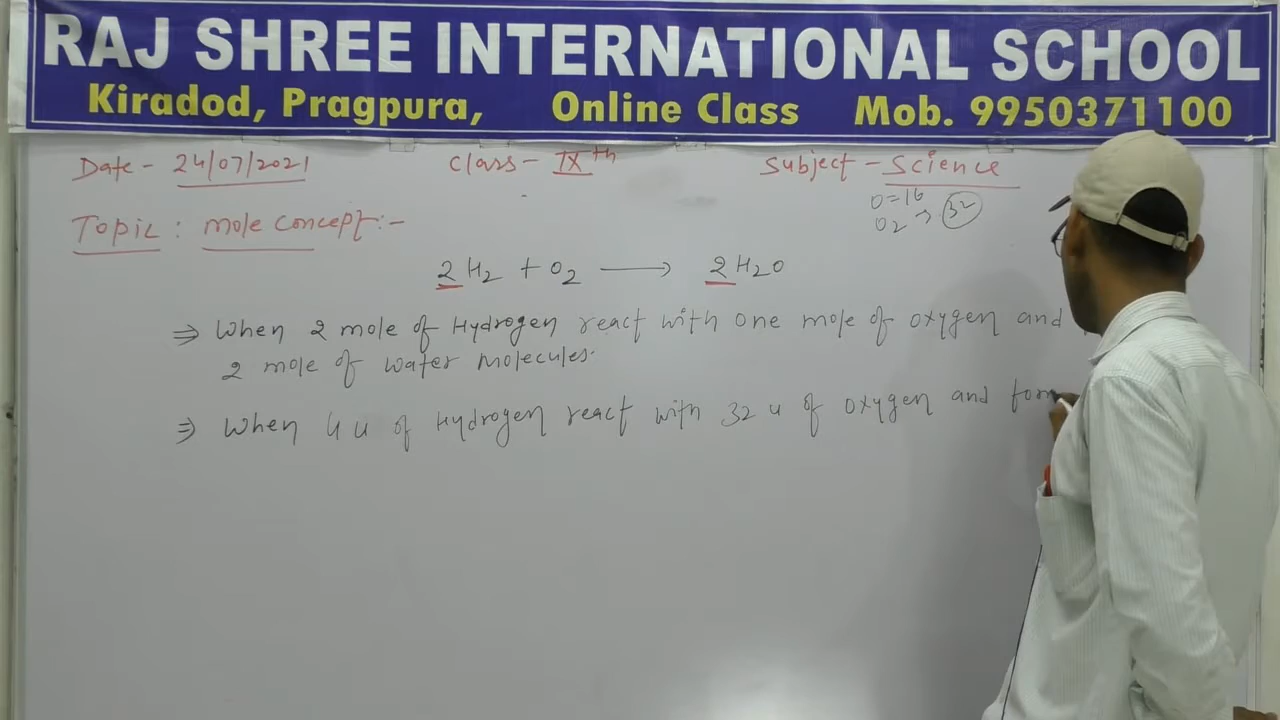 RAJ SHREE INTERNATIONAL SCHOOL
Kiradod, Pragpura, Online Class Mob. 9950371100
Date - 24/07/2021 Class - IXth Subject - Science
O = 16
O2 → 32
Topic : Mole Concept :-
2H2 + O2 → 2H2O
⇒ When 2 mole of Hydrogen react with one mole of oxygen and
2 mole of water molecules.
⇒ When 4 u of Hydrogen react with 32 u of oxygen and form